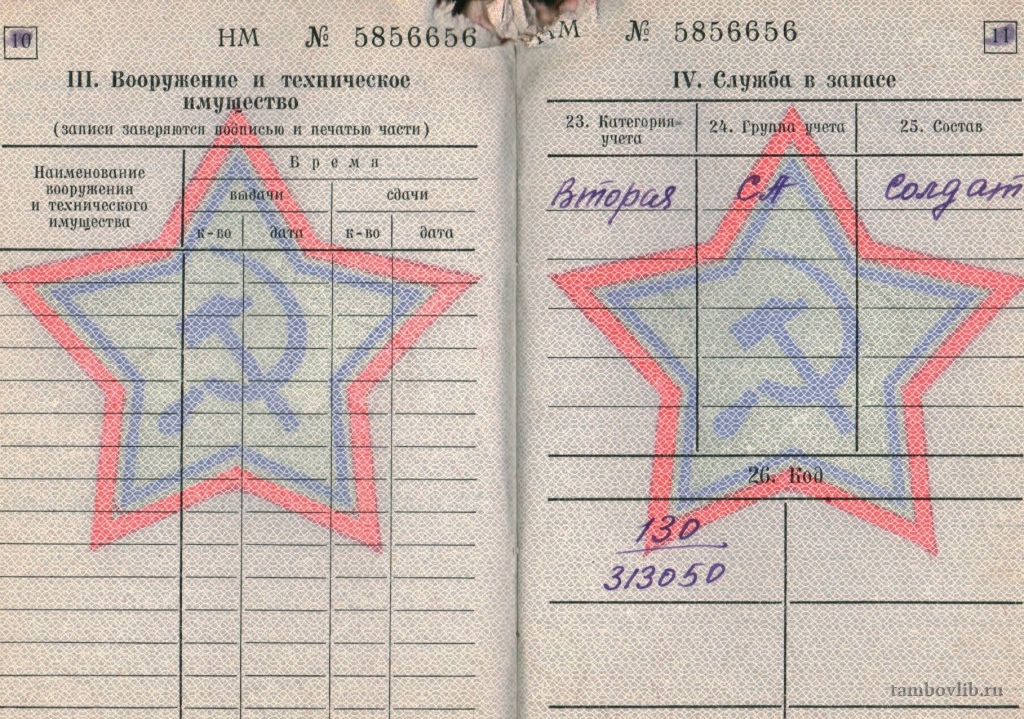 10
НМ № 5856656
III. Вооружение и техническое
имущество
(записи заверяются подписью и печатью части)
Наименование
вооружения
и технического
имущества
Время
выдачи
сдачи
к-во
дата
к-во
дата
11
НМ № 5856656
IV. Служба в запасе
23. Категория
учета
24. Группа учета
25. Состав
Вторая
СА
солдат
26. Код
130
313050
tambovlib.ru